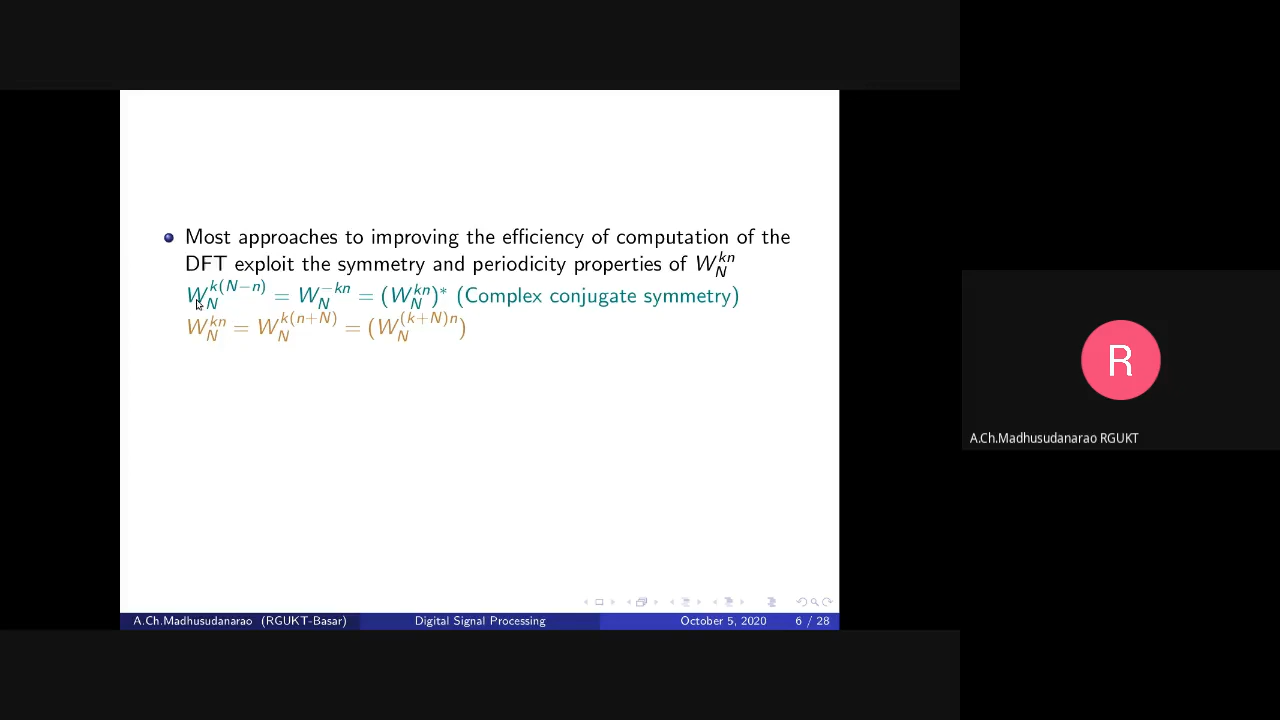 Most approaches to improving the efficiency of computation of the
DFT exploit the symmetry and periodicity properties of W_N^{kn}
W_N^{k(N−n)} = W_N^{−kn} = (W_N^{kn})* (Complex conjugate symmetry)
W_N^{kn} = W_N^{k(n+N)} = (W_N^{(k+N)n})
R
A.Ch.Madhusudanarao RGUKT
A.Ch.Madhusudanarao (RGUKT-Basar) Digital Signal Processing October 5, 2020 6 / 28